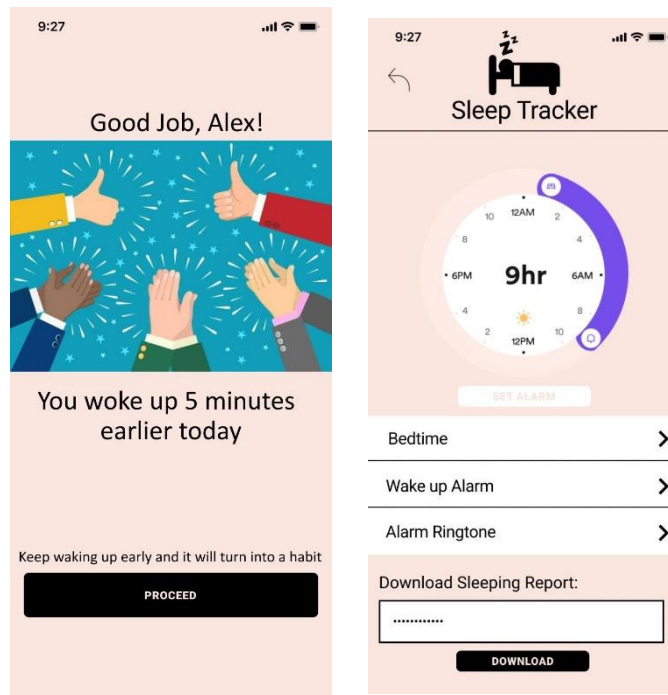 9:27
Good Job, Alex!
You woke up 5 minutes
earlier today
Keep waking up early and it will turn into a habit
PROCEED
9:27
z z
Z
Sleep Tracker
12AM
2
4
6AM
8
10
12PM
2
4
6PM
8
10
9hr
SET ALARM
Bedtime
Wake up Alarm
Alarm Ringtone
Download Sleeping Report:
............
DOWNLOAD